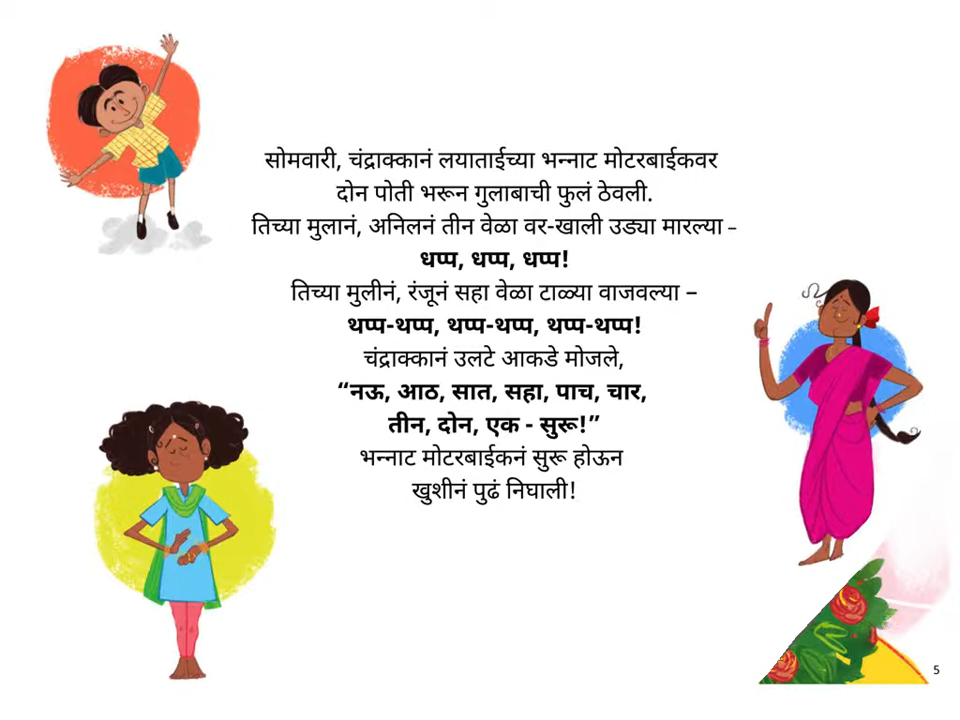 सोमवारी, चंद्राक्कानं लयाताईच्या भन्नाट मोटरबाईकवर
दोन पोती भरून गुलाबाची फुलं ठेवली.
तिच्या मुलानं, अनिलनं तीन वेळा वर-खाली उड्या मारल्या –
धप्प, धप्प, धप्प!
तिच्या मुलीनं, रंजूनं सहा वेळा टाळ्या वाजवल्या –
थप्प-थप्प, थप्प-थप्प, थप्प-थप्प!
चंद्राक्कानं उलटे आकडे मोजले,
“नऊ, आठ, सात, सहा, पाच, चार,
तीन, दोन, एक - सुरू!”
भन्नाट मोटरबाईकनं सुरू होऊन
खुशीनं पुढं निघाली!
5